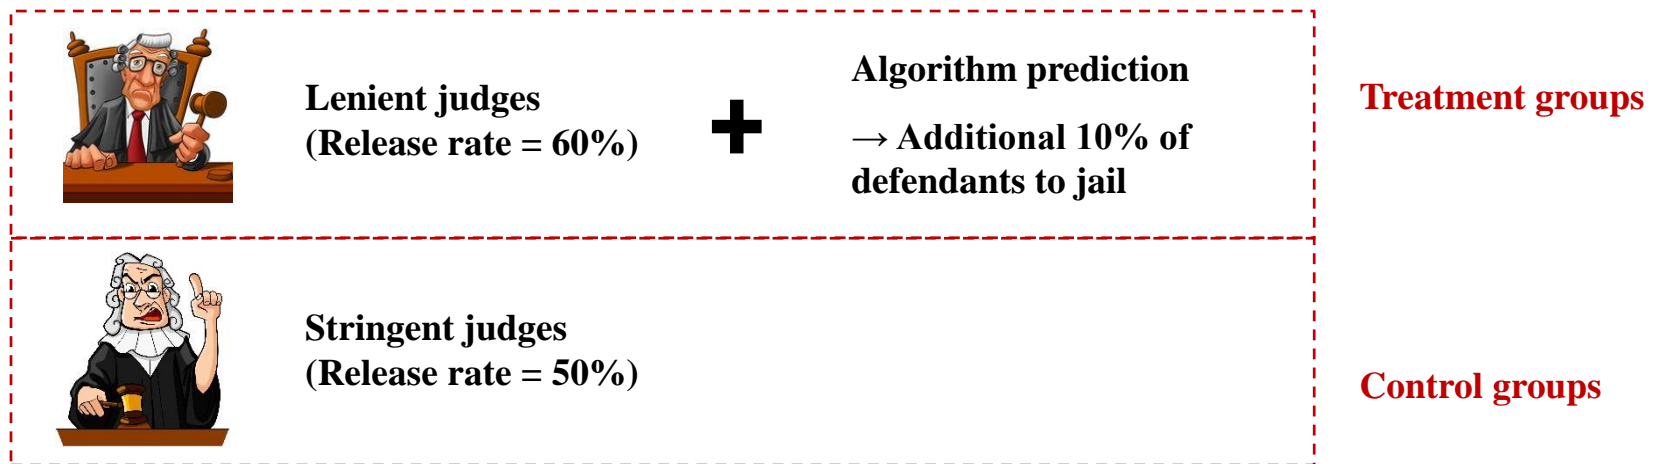 Lenient judges
(Release rate = 60%)
+
Algorithm prediction
→ Additional 10% of
defendants to jail
Treatment groups
Stringent judges
(Release rate = 50%)
Control groups